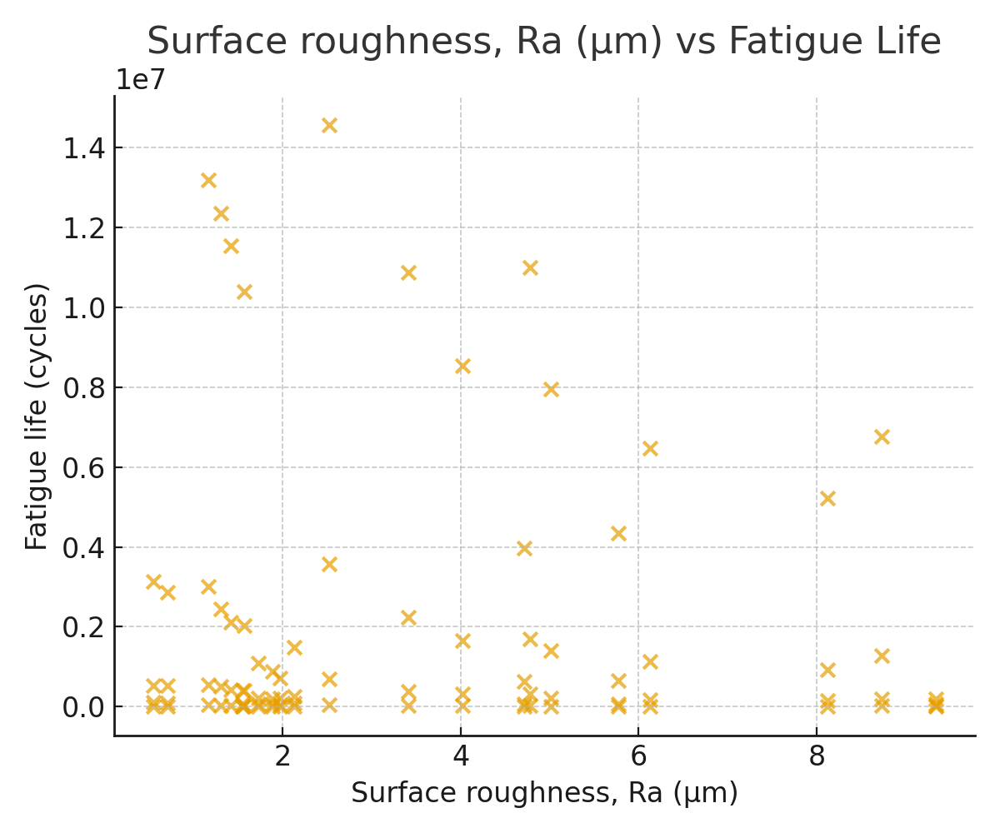 Surface roughness, Ra (μm) vs Fatigue Life
1e7
1.4
1.2
1.0
0.8
0.6
0.4
0.2
0.0
2 4 6 8
Fatigue life (cycles)
Surface roughness, Ra (μm)